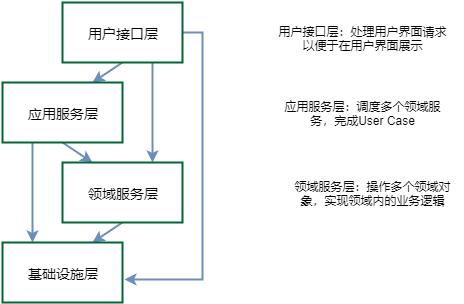 用户接口层
用户接口层：处理用户界面请求
以便于在用户界面展示
应用服务层
应用服务层：调度多个领域服
务，完成User Case
领域服务层
领域服务层：操作多个领域对
象，实现领域内的业务逻辑
基础设施层